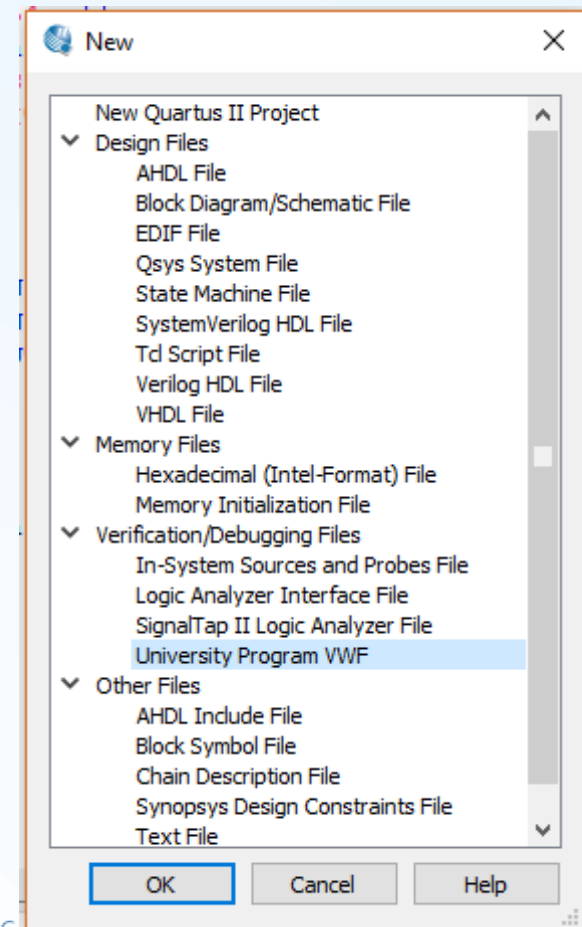 New
New Quartus II Project
Design Files
AHDL File
Block Diagram/Schematic File
EDIF File
Qsys System File
State Machine File
SystemVerilog HDL File
Tcl Script File
Verilog HDL File
VHDL File
Memory Files
Hexadecimal (Intel-Format) File
Memory Initialization File
Verification/Debugging Files
In-System Sources and Probes File
Logic Analyzer Interface File
SignalTap II Logic Analyzer File
University Program VWF
Other Files
AHDL Include File
Block Symbol File
Chain Description File
Synopsys Design Constraints File
Text File
OK Cancel Help